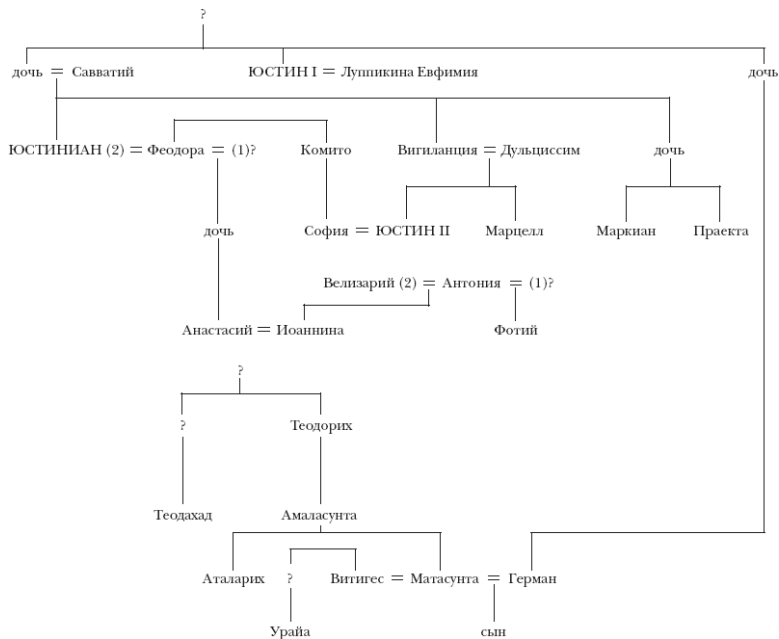 ?
дочь = Савватий ЮСТИН I = Луппикина Евфимия дочь
ЮСТИНИАН (2) = Феодора = (1)? Комито Вигиланция = Дульциссим дочь
дочь София = ЮСТИН II Марцелл Маркиан Праекта
Велизарий (2) = Антония = (1)?
Анастасий = Иоаннина Фотий
?
? Теодорих
Теодахад Амаласунта
Аталарих ? Витигес = Матасунта = Герман
Урайа сын